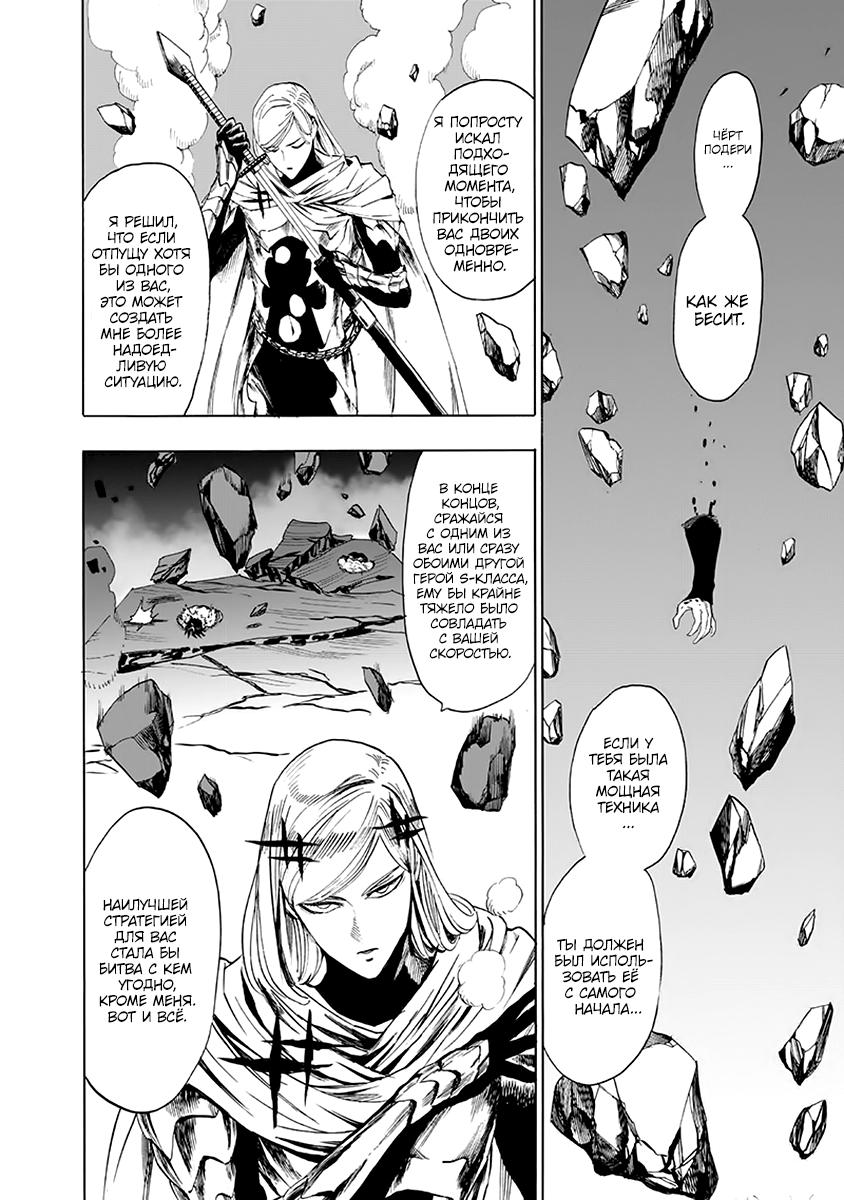 ЧЁРТ
ПОДЕРИ
...
КАК ЖЕ
БЕСИТ.
ЕСЛИ У
ТЕБЯ БЫЛА
ТАКАЯ
МОЩНАЯ
ТЕХНИКА
...
ТЫ ДОЛЖЕН
БЫЛ ИСПОЛЬ-
ЗОВАТЬ ЕЁ
С САМОГО
НАЧАЛА...
Я ПОПРОСТУ
ИСКАЛ
ПОДХО-
ДЯЩЕГО
МОМЕНТА,
ЧТОБЫ
ПРИКОНЧИТЬ
ВАС ДВОИХ
ОДНОВРЕ-
МЕННО.
Я РЕШИЛ,
ЧТО ЕСЛИ
ОТПУЩУ ХОТЯ
БЫ ОДНОГО
ИЗ ВАС,
ЭТО МОЖЕТ
СОЗДАТЬ
МНЕ БОЛЕЕ
НАДОЕД-
ЛИВУЮ
СИТУАЦИЮ.
В КОНЦЕ
КОНЦОВ,
СРАЖАЙСЯ
С ОДНИМ ИЗ
ВАС ИЛИ СРАЗУ
ОБОИМИ ДРУГОЙ
ГЕРОЙ S-КЛАССА,
ЕМУ БЫ КРАЙНЕ
ТЯЖЕЛО БЫЛО
СОВЛАДАТЬ
С ВАШЕЙ
СКОРОСТЬЮ.
НАИЛУЧШЕЙ
СТРАТЕГИЕЙ
ДЛЯ ВАС
СТАЛА БЫ
БИТВА С КЕМ
УГОДНО,
КРОМЕ МЕНЯ.
ВОТ И ВСЁ.